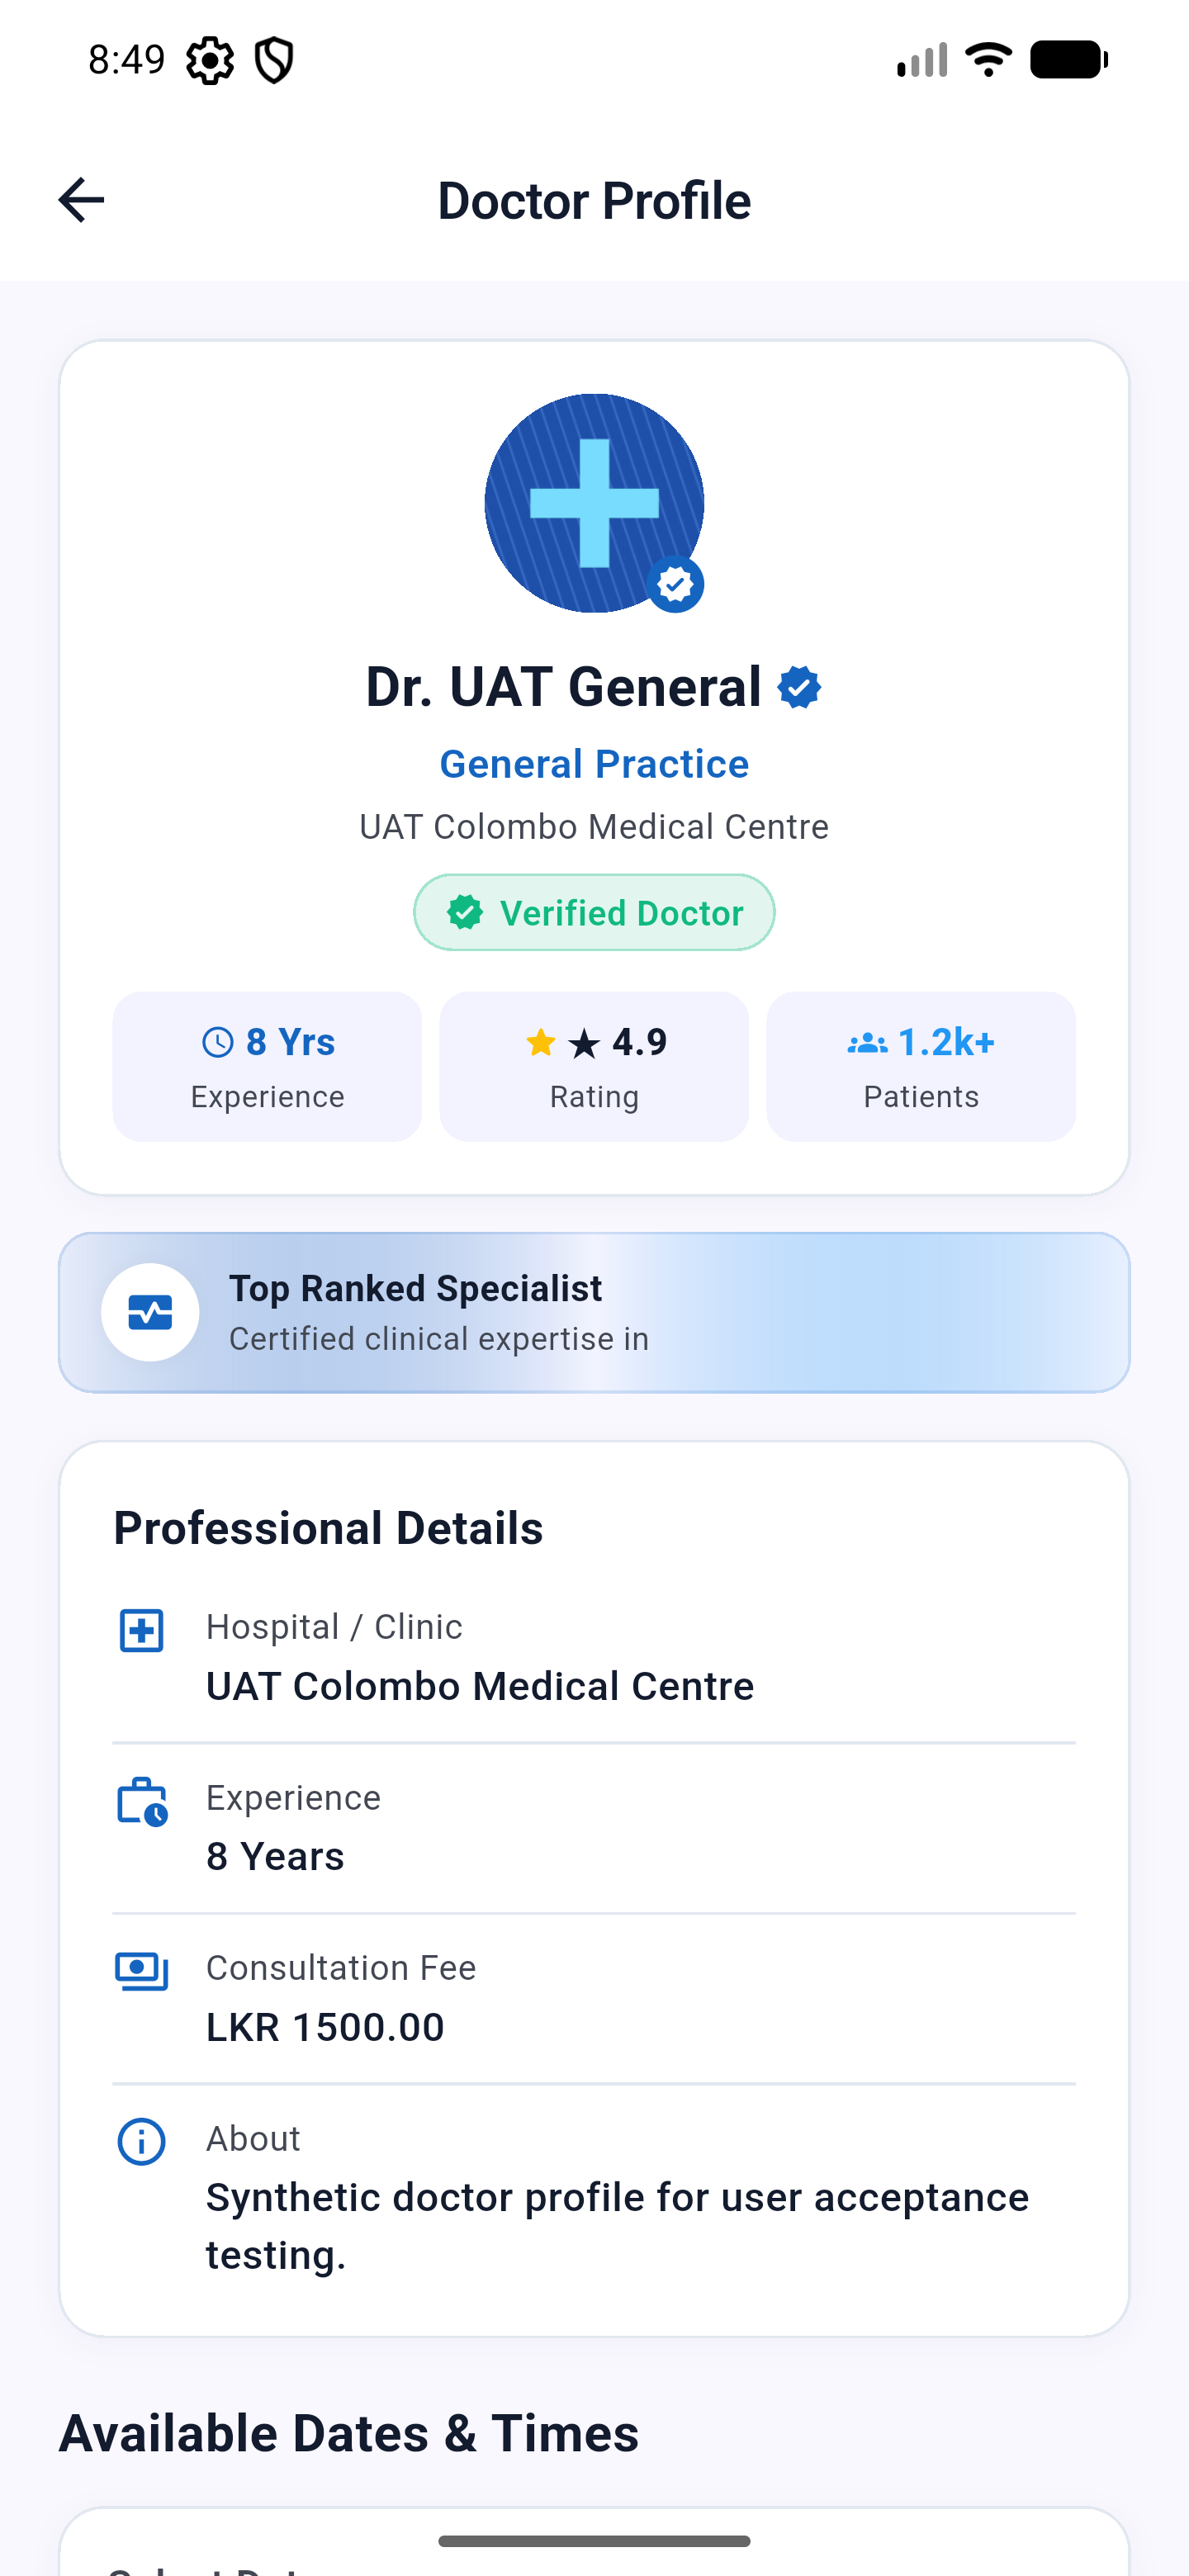 8:49
Doctor Profile
Dr. UAT General
General Practice
UAT Colombo Medical Centre
Verified Doctor
8 Yrs
Experience
★ 4.9
Rating
1.2k+
Patients
Top Ranked Specialist
Certified clinical expertise in
Professional Details
Hospital / Clinic
UAT Colombo Medical Centre
Experience
8 Years
Consultation Fee
LKR 1500.00
About
Synthetic doctor profile for user acceptance
testing.
Available Dates & Times